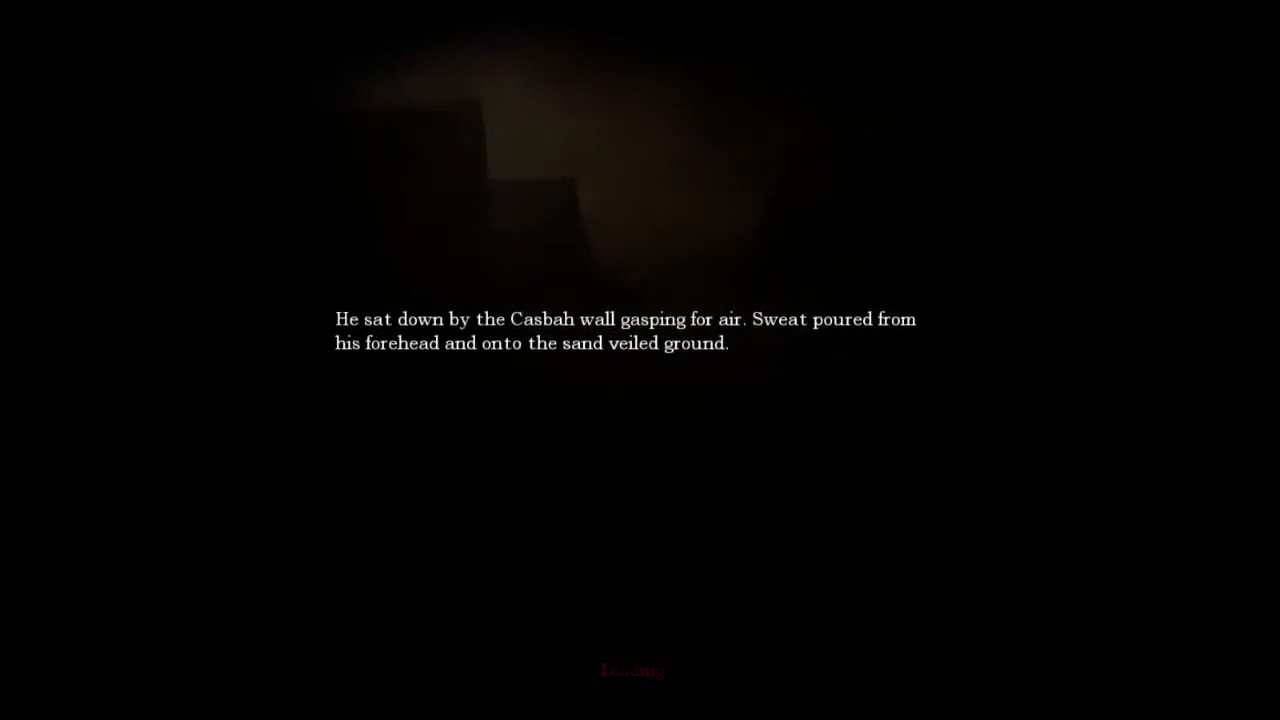 He sat down by the Casbah wall gasping for air. Sweat poured from
his forehead and onto the sand veiled ground.
Loading